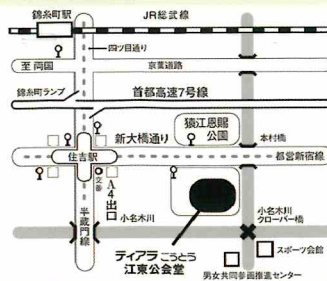 錦糸町駅
JR総武線
四ツ目通り
至 両国
京葉道路
錦糸町ランプ
首都高速7号線
猿江恩賜
公園
新大橋通り
本村橋
住吉駅
都営新宿線
交番
A4出口
小名木川
半蔵門線
小名木川
クローバー橋
ティアラこうとう
江東公会堂
スポーツ会館
男女共同参画推進センター